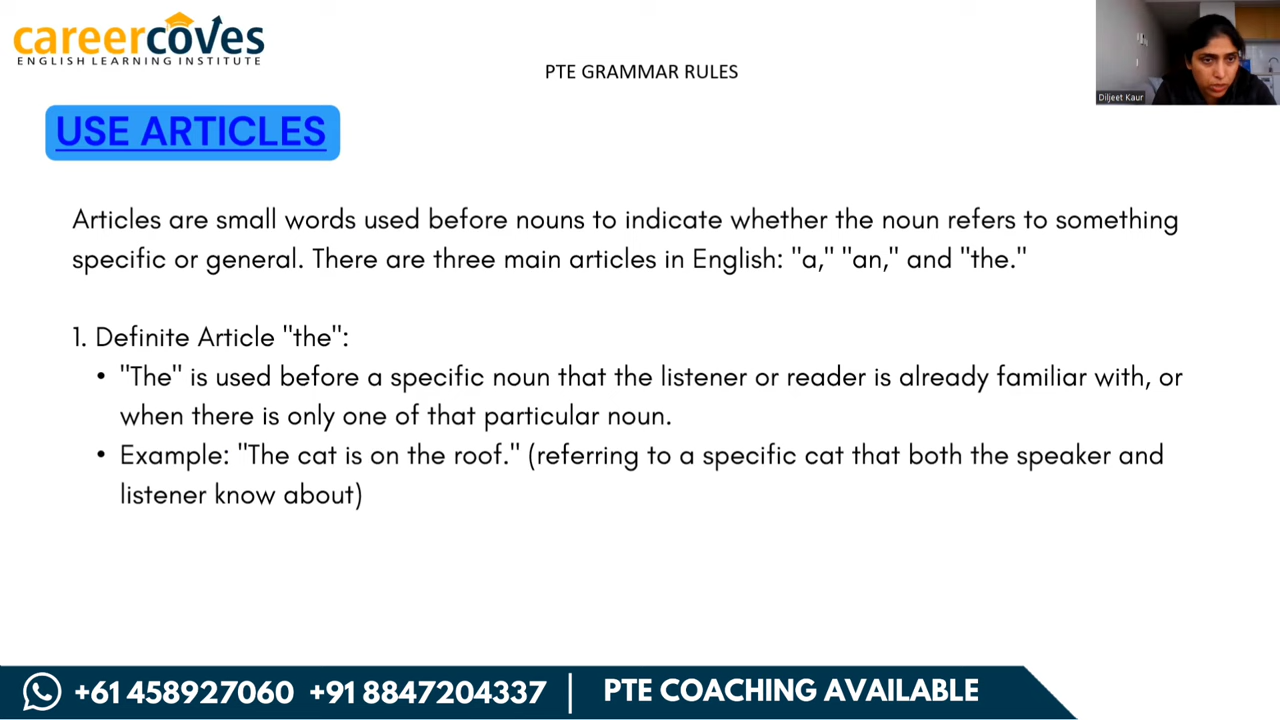 careercoves
ENGLISH LEARNING INSTITUTE
PTE GRAMMAR RULES
Diljeet Kaur
USE ARTICLES
Articles are small words used before nouns to indicate whether the noun refers to something
specific or general. There are three main articles in English: "a," "an," and "the."
1. Definite Article "the":
• "The" is used before a specific noun that the listener or reader is already familiar with, or
when there is only one of that particular noun.
• Example: "The cat is on the roof." (referring to a specific cat that both the speaker and
listener know about)
+61 458927060 +91 8847204337 | PTE COACHING AVAILABLE